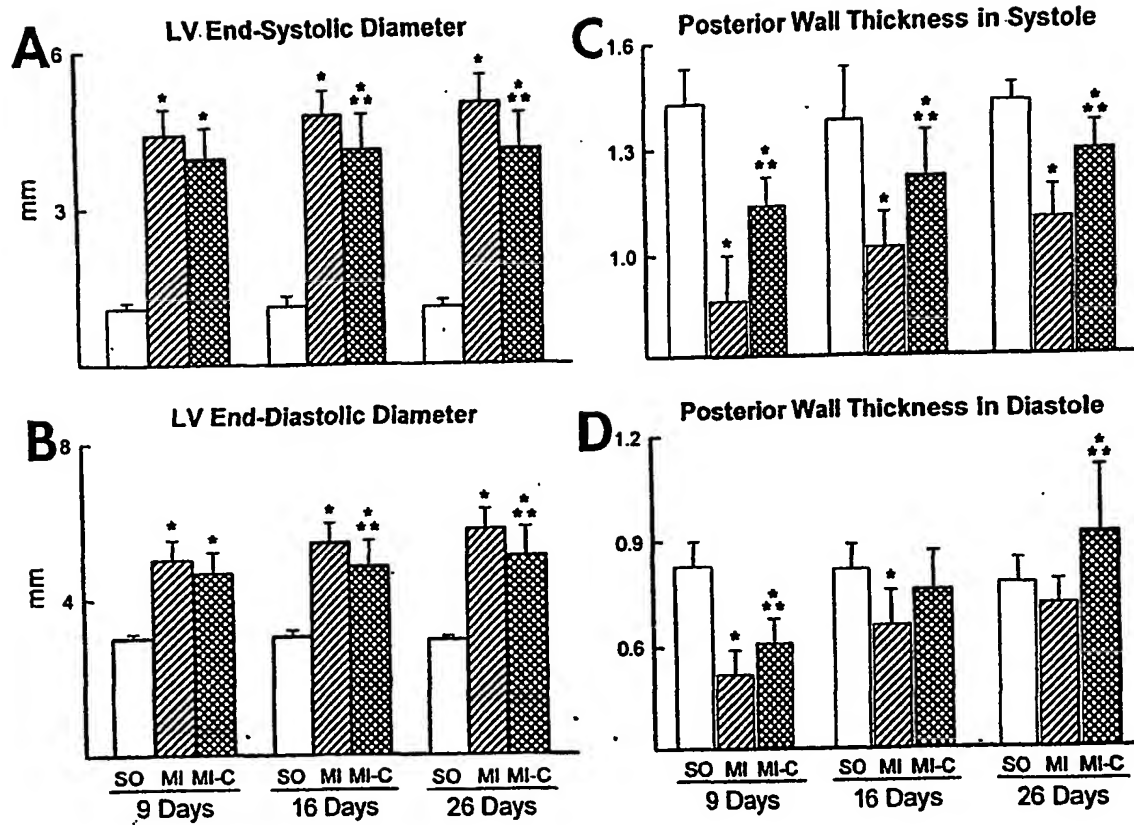 A
LV End-Systolic Diameter
6
3
mm
*
*
*
*
**
*
*
**
C
Posterior Wall Thickness in Systole
1.6
1.3
1.0
*
*
**
*
*
**
*
*
**
B
LV End-Diastolic Diameter
8
4
mm
*
*
*
*
**
*
*
**
SO MI MI-C SO MI MI-C SO MI MI-C
9 Days 16 Days 26 Days
D
Posterior Wall Thickness in Diastole
1.2
0.9
0.6
*
*
**
*
*
**
SO MI MI-C SO MI MI-C SO MI MI-C
9 Days 16 Days 26 Days